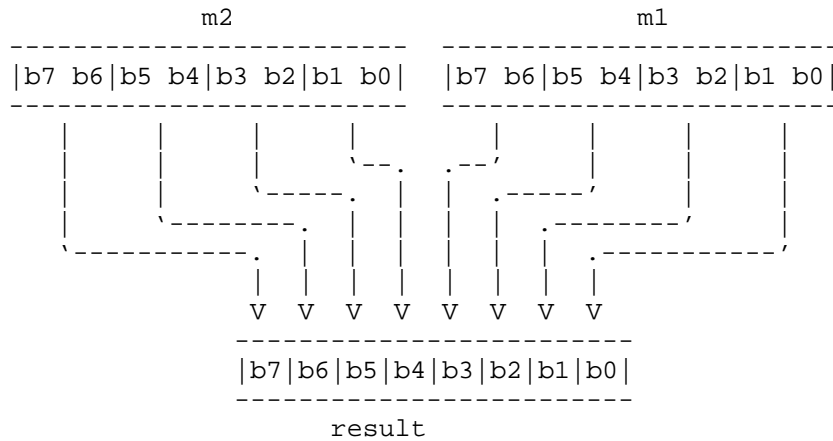 m2 m1
|b7 b6|b5 b4|b3 b2|b1 b0| |b7 b6|b5 b4|b3 b2|b1 b0|
V V V V V V V V
|b7|b6|b5|b4|b3|b2|b1|b0|
result